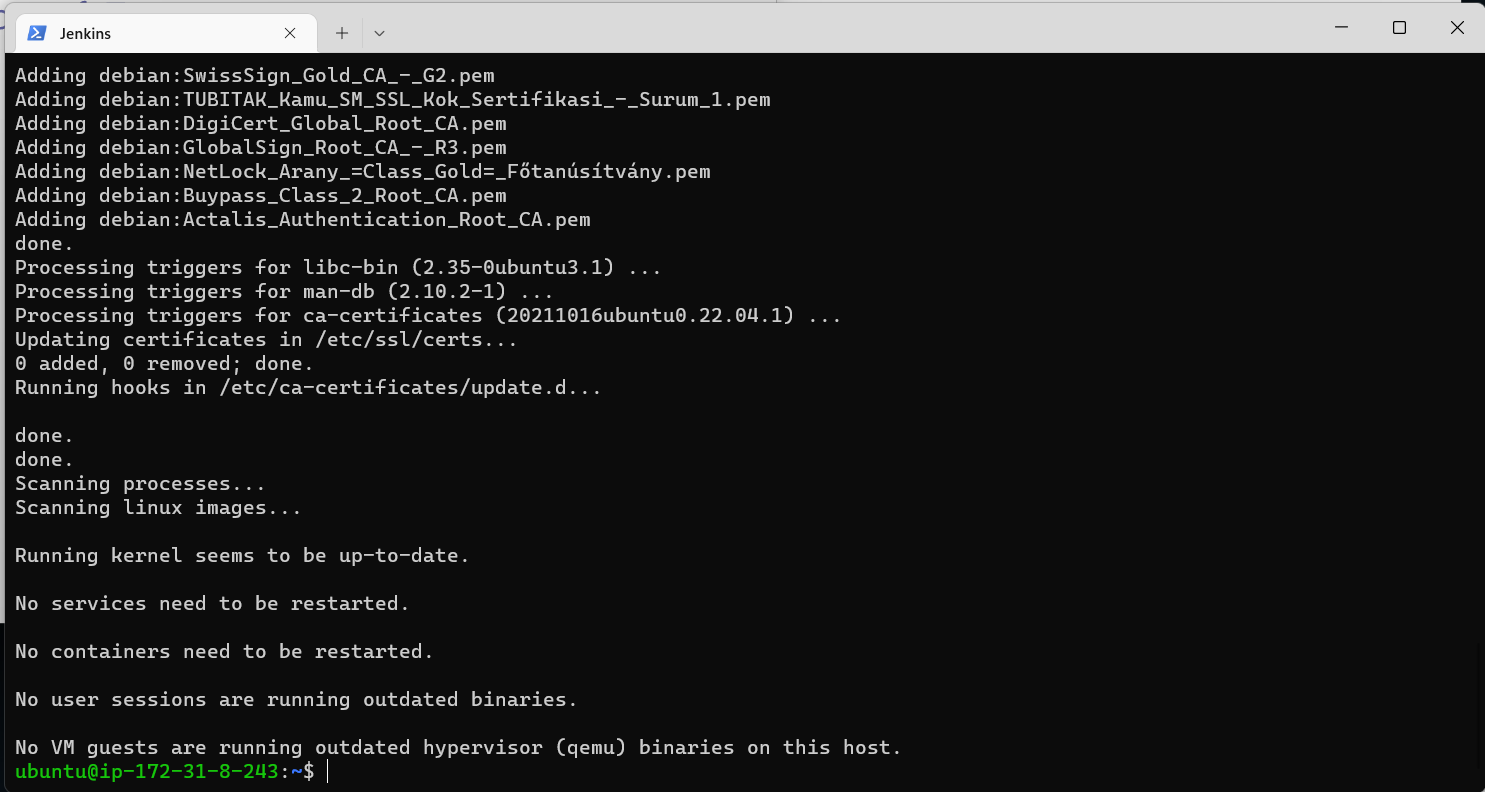 Jenkins
Adding debian:SwissSign_Gold_CA_-_G2.pem
Adding debian:TUBITAK_Kamu_SM_SSL_Kok_Sertifikasi_-_Surum_1.pem
Adding debian:DigiCert_Global_Root_CA.pem
Adding debian:GlobalSign_Root_CA_-_R3.pem
Adding debian:NetLock_Arany_=Class_Gold=_Főtanúsítvány.pem
Adding debian:Buypass_Class_2_Root_CA.pem
Adding debian:Actalis_Authentication_Root_CA.pem
done.
Processing triggers for libc-bin (2.35-0ubuntu3.1) ...
Processing triggers for man-db (2.10.2-1) ...
Processing triggers for ca-certificates (20211016ubuntu0.22.04.1) ...
Updating certificates in /etc/ssl/certs...
0 added, 0 removed; done.
Running hooks in /etc/ca-certificates/update.d...
done.
done.
Scanning processes...
Scanning linux images...
Running kernel seems to be up-to-date.
No services need to be restarted.
No containers need to be restarted.
No user sessions are running outdated binaries.
No VM guests are running outdated hypervisor (qemu) binaries on this host.
ubuntu@ip-172-31-8-243:~$